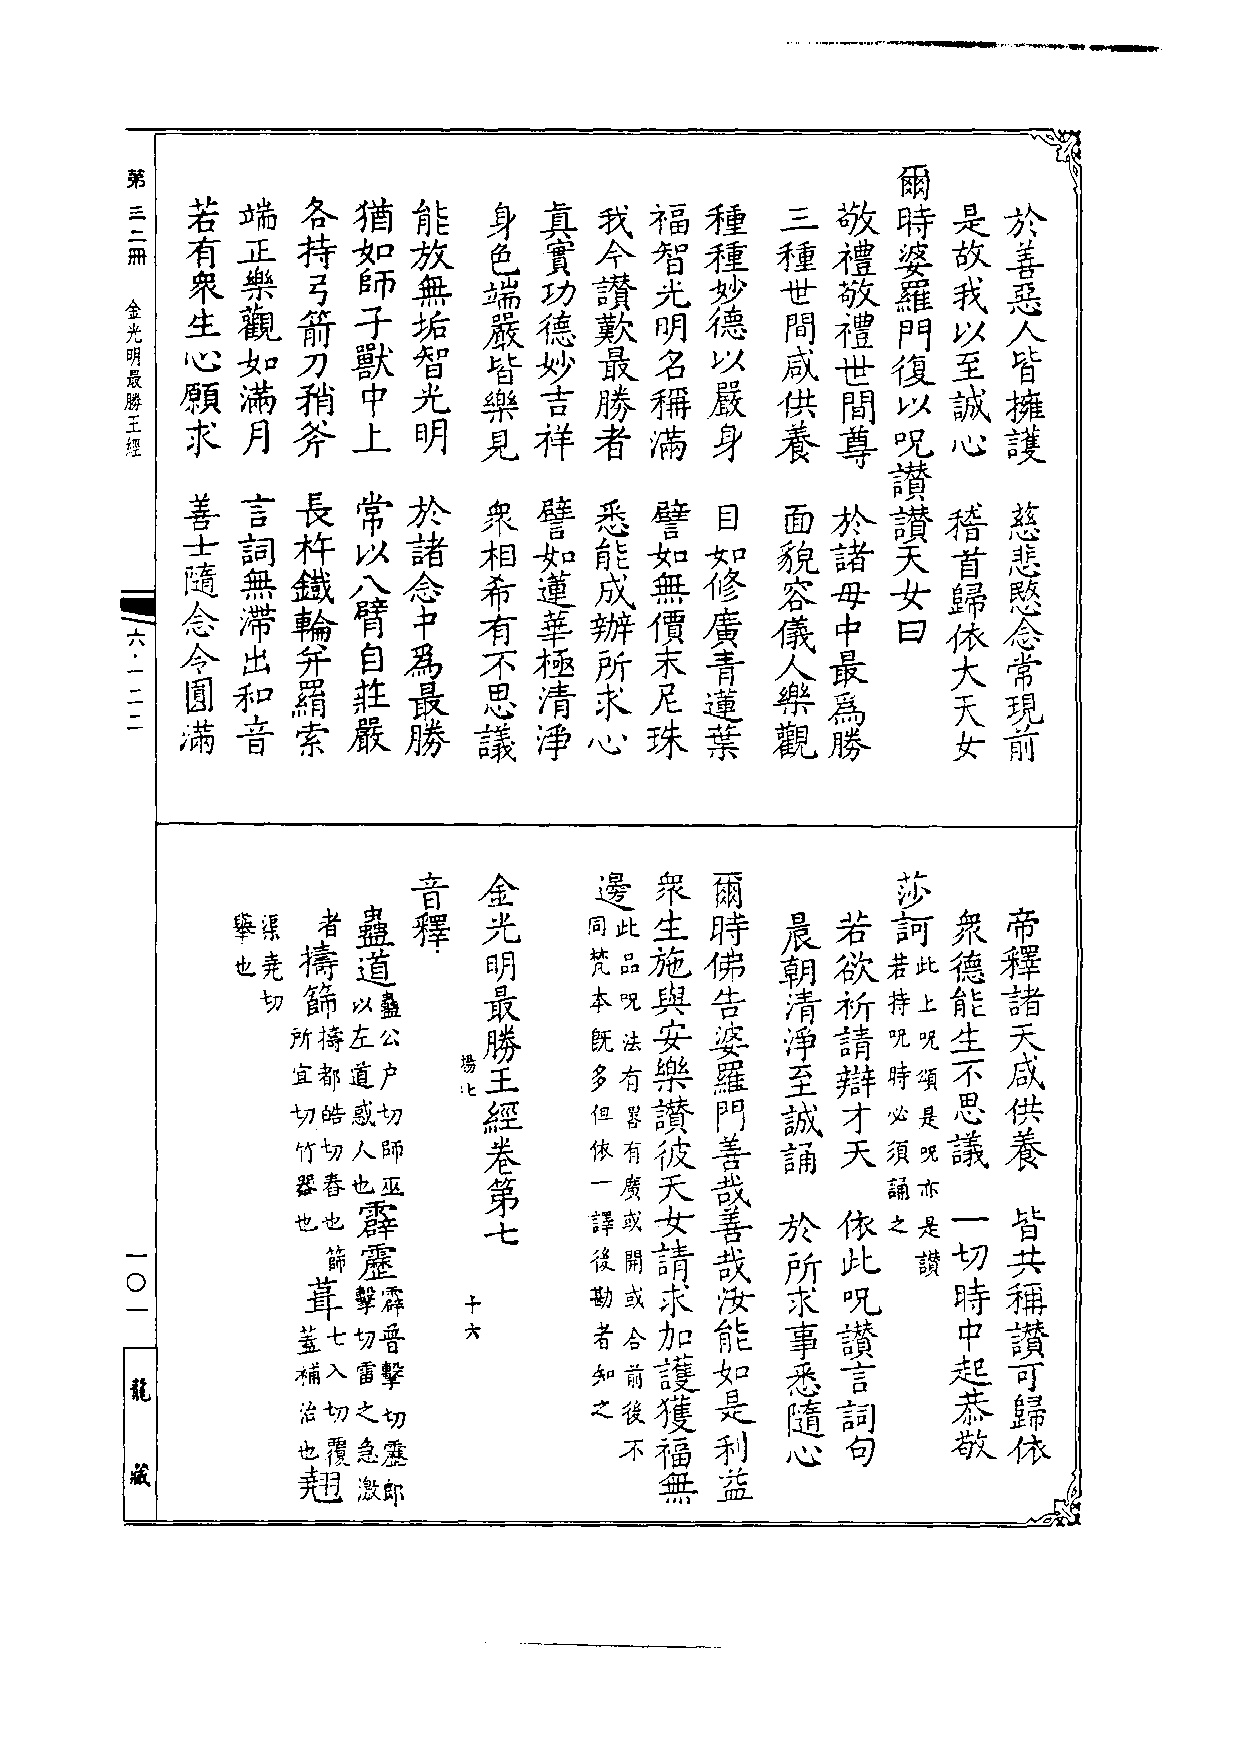 於善惡人皆擁護　慈悲愍念常現前
是故我以至誠心　稽首歸依大天女
爾時婆羅門復以呪讃讃天女曰
敬禮敬禮世間尊　於諸母中最爲勝
三種世間咸供養　面貌容儀人樂觀
種種妙德以嚴身　目如修廣青蓮葉
福智光明名稱滿　譬如無價末尼珠
我今讃歎最勝者　悉能成辦所求心
真實功德妙吉祥　譬如蓮華極清淨
身色端嚴皆樂見　衆相希有不思議
能放無垢智光明　於諸念中爲最勝
猶如師子獸中上　常以八臂自莊嚴
各持弓箭刀矟斧　長杵鐵輪并羂索
端正樂觀如滿月　言詞無滯出和音
若有衆生心願求　善士隨念令圓滿
帝釋諸天咸供養　皆共稱讃可歸依
衆德能生不思議　一切時中起恭敬
莎訶此上呪頌是呪亦是讃
若持呪時必須誦之
若欲祈請辯才天　依此呪讃言詞句
晨朝清淨至誠誦　於所求事悉隨心
爾時佛告婆羅門善哉善哉汝能如是利益
衆生施與安樂讃彼天女請求加護獲福無
邊此品呪法有畧有廣或開或合前後不
同梵本既多但依一譯後勘者知之
金光明最勝王經卷第七
十六
音釋
蠱道蠱公户切師巫
以左道惑人也霹靂霹普擊切靂郎
擊切雷之急激
者擣篩擣都皓切舂也篩
所宜切竹器也葺七入切覆
蓋補治也翹
渠堯切
舉也
第三二冊　金光明最勝王經
六·一二二
一〇一
龍藏